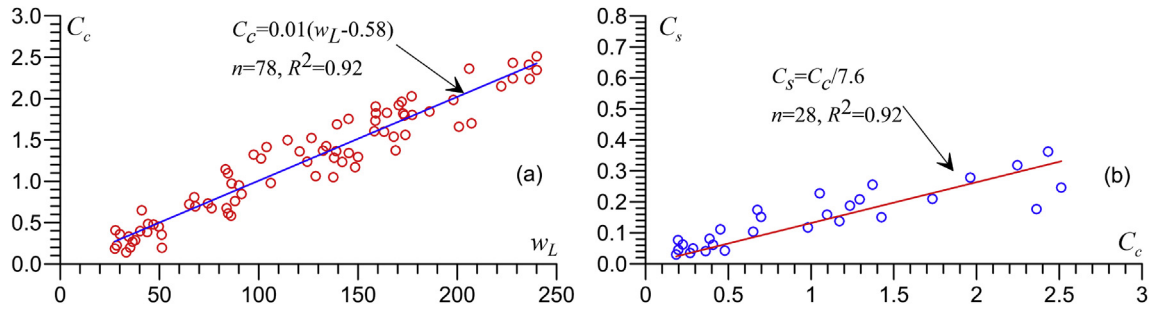 3.0
2.5
2.0
1.5
1.0
0.5
0.0
C_c
C_c=0.01(w_L-0.58)
n=78, R²=0.92
(a)
w_L
0 50 100 150 200 250
0.8
0.7
0.6
0.5
0.4
0.3
0.2
0.1
0.0
C_s
C_s=C_c/7.6
n=28, R²=0.92
(b)
C_c
0 0.5 1 1.5 2 2.5 3